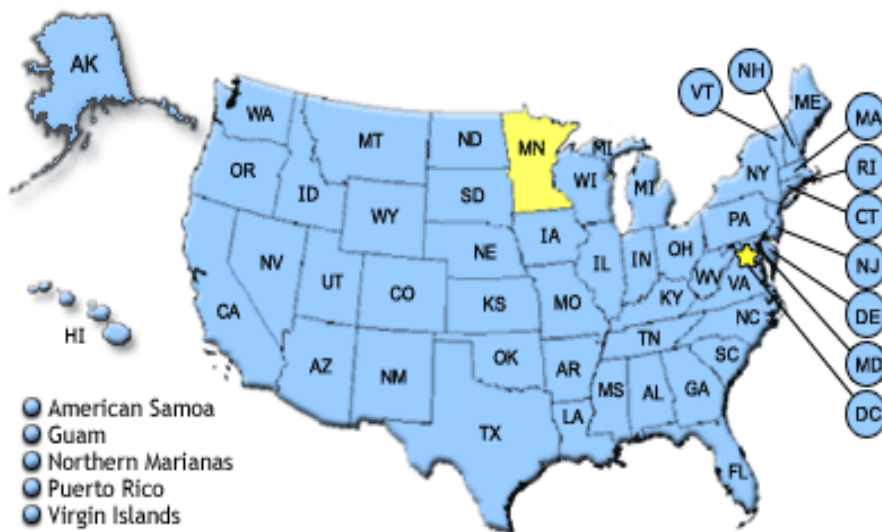 AK
WA
OR
CA
ID
NV
MT
WY
UT
AZ
CO
NM
ND
SD
NE
KS
OK
TX
MN
IA
MO
AR
LA
WI
IL
MI
MI
IN
OH
KY
TN
MS
AL
GA
FL
SC
NC
VA
WV
PA
NY
ME
VT
NH
MA
RI
CT
NJ
DE
MD
DC
HI
American Samoa
Guam
Northern Marianas
Puerto Rico
Virgin Islands